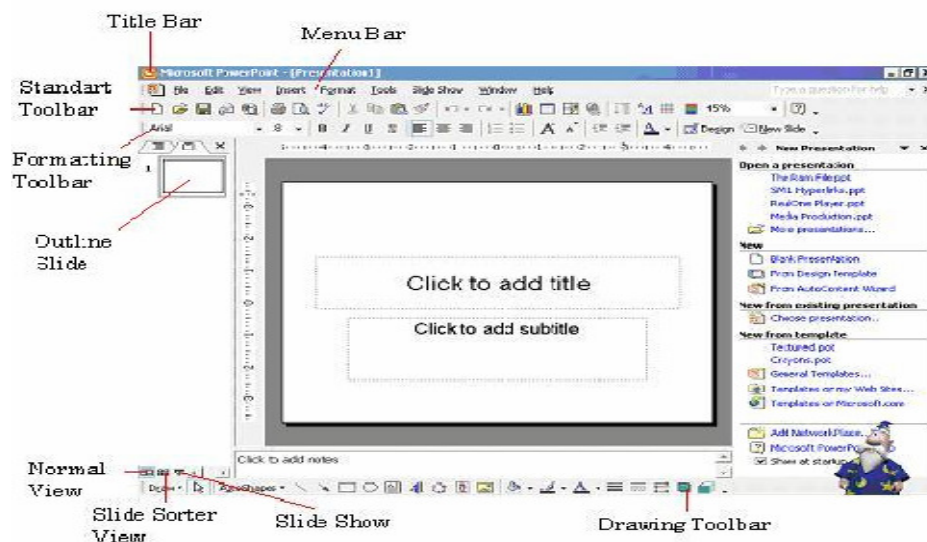 Title Bar
Menu Bar
Standart
Toolbar
Microsoft PowerPoint - [Presentation1]
File Edit View Insert Format Tools Slide Show Window Help
Type a question for help
45%
Arial
8
B I U S
Design
New Slide
Formatting
Toolbar
1
New Presentation
Open a presentation
The Ram File.ppt
SM1 Hyperlinks.ppt
RealOne Player.ppt
Media Production.ppt
More presentations...
Outline
Slide
New
Blank Presentation
From Design Template
From AutoContent Wizard
Click to add title
New from existing presentation
Choose presentation...
Click to add subtitle
New from template
Textured.pot
Crayons.pot
General Templates...
Templates on my Web Sites...
Templates on Microsoft.com
Add Network Place...
Click to add notes
Microsoft PowerPo
Show at startup
Normal
View
Draw
AutoShapes
Slide Sorter
View
Slide Show
Drawing Toolbar